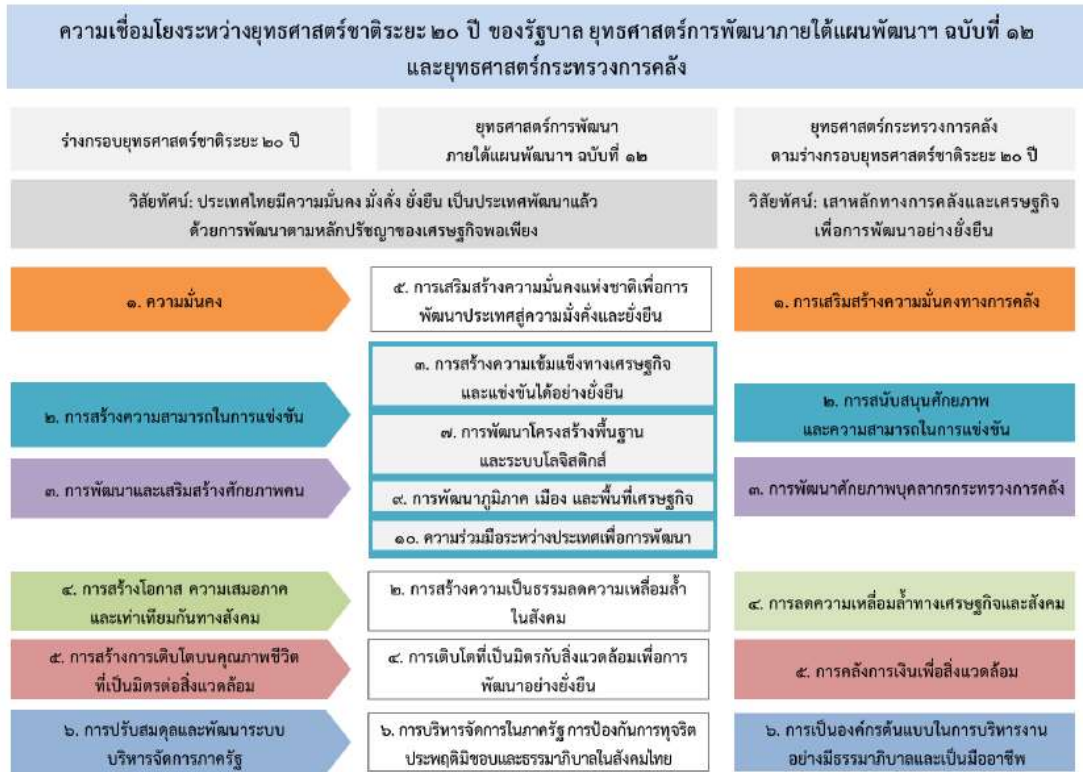 ความเชื่อมโยงระหว่างยุทธศาสตร์ชาติระยะ ๒๐ ปี ของรัฐบาล ยุทธศาสตร์การพัฒนาภายใต้แผนพัฒนาฯ ฉบับที่ ๑๒
และยุทธศาสตร์กระทรวงการคลัง
ร่างกรอบยุทธศาสตร์ชาติระยะ ๒๐ ปี
ยุทธศาสตร์การพัฒนา
ภายใต้แผนพัฒนาฯ ฉบับที่ ๑๒
ยุทธศาสตร์กระทรวงการคลัง
ตามร่างกรอบยุทธศาสตร์ชาติระยะ ๒๐ ปี
วิสัยทัศน์: ประเทศไทยมีความมั่นคง มั่งคั่ง ยั่งยืน เป็นประเทศพัฒนาแล้ว
ด้วยการพัฒนาตามหลักปรัชญาของเศรษฐกิจพอเพียง
วิสัยทัศน์: เสาหลักทางการคลังและเศรษฐกิจ
เพื่อการพัฒนาอย่างยั่งยืน
๑. ความมั่นคง
๕. การเสริมสร้างความมั่นคงแห่งชาติเพื่อการ
พัฒนาประเทศสู่ความมั่งคั่งและยั่งยืน
๑. การเสริมสร้างความมั่นคงทางการคลัง
๒. การสร้างความสามารถในการแข่งขัน
๓. การสร้างความเข้มแข็งทางเศรษฐกิจ
และแข่งขันได้อย่างยั่งยืน
๗. การพัฒนาโครงสร้างพื้นฐาน
และระบบโลจิสติกส์
๒. การสนับสนุนศักยภาพ
และความสามารถในการแข่งขัน
๓. การพัฒนาและเสริมสร้างศักยภาพคน
๙. การพัฒนาภูมิภาค เมือง และพื้นที่เศรษฐกิจ
๑๐. ความร่วมมือระหว่างประเทศเพื่อการพัฒนา
๓. การพัฒนาศักยภาพบุคลากรกระทรวงการคลัง
๔. การสร้างโอกาส ความเสมอภาค
และเท่าเทียมกันทางสังคม
๒. การสร้างความเป็นธรรมลดความเหลื่อมล้ำ
ในสังคม
๔. การลดความเหลื่อมล้ำทางเศรษฐกิจและสังคม
๕. การสร้างการเติบโตบนคุณภาพชีวิต
ที่เป็นมิตรต่อสิ่งแวดล้อม
๔. การเติบโตที่เป็นมิตรกับสิ่งแวดล้อมเพื่อการ
พัฒนาอย่างยั่งยืน
๕. การคลังการเงินเพื่อสิ่งแวดล้อม
๖. การปรับสมดุลและพัฒนาระบบ
บริหารจัดการภาครัฐ
๖. การบริหารจัดการในภาครัฐ การป้องกันการทุจริต
ประพฤติมิชอบและธรรมาภิบาลในสังคมไทย
๖. การเป็นองค์กรต้นแบบในการบริหารงาน
อย่างมีธรรมาภิบาลและเป็นมืออาชีพ